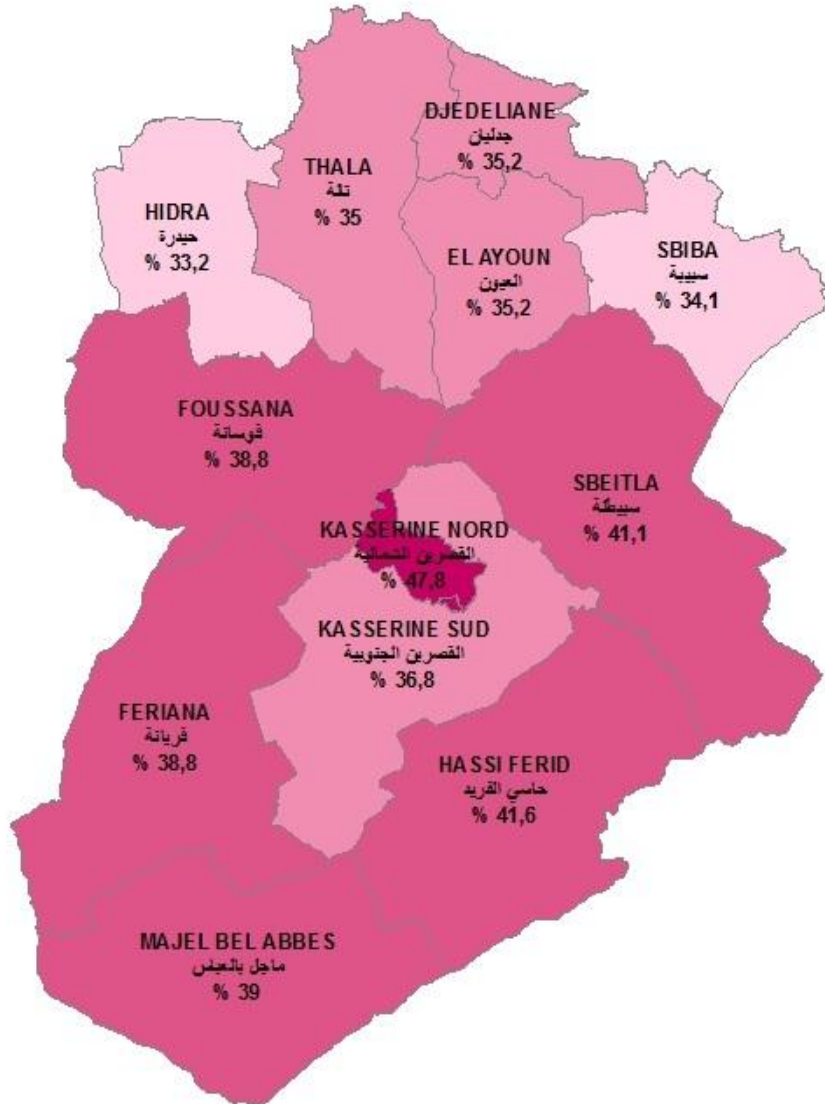 DJEDELIANE
جدليان
% 35,2
THALA
تالة
% 35
HIDRA
حيدرة
% 33,2
EL AYOUN
العيون
% 35,2
SBIBA
سبيبة
% 34,1
FOUSSANA
فوسانة
% 38,8
SBEITLA
سبيطلة
% 41,1
KASSERINE NORD
القصرين الشمالية
% 47,8
KASSERINE SUD
القصرين الجنوبية
% 36,8
FERIANA
فريانة
% 38,8
HASSI FERID
حاسي الفريد
% 41,6
MAJEL BEL ABBES
ماجل بالعباس
% 39